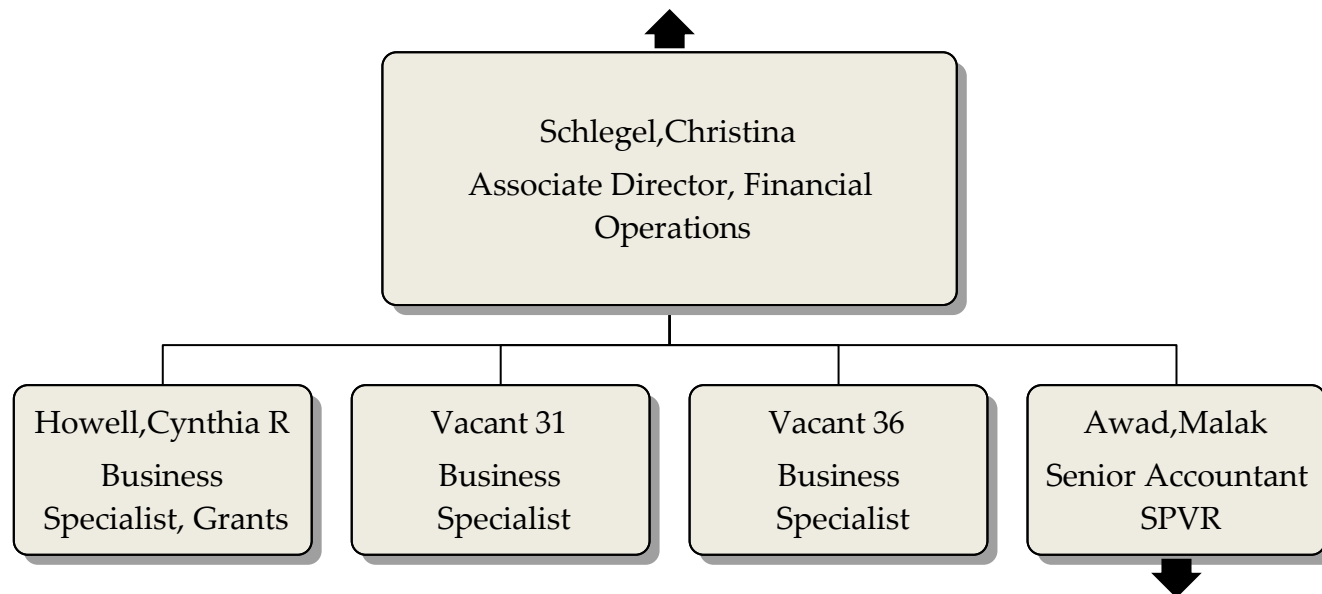 Schlegel,Christina
Associate Director, Financial
Operations
Howell,Cynthia R
Business
Specialist, Grants
Vacant 31
Business
Specialist
Vacant 36
Business
Specialist
Awad,Malak
Senior Accountant
SPVR